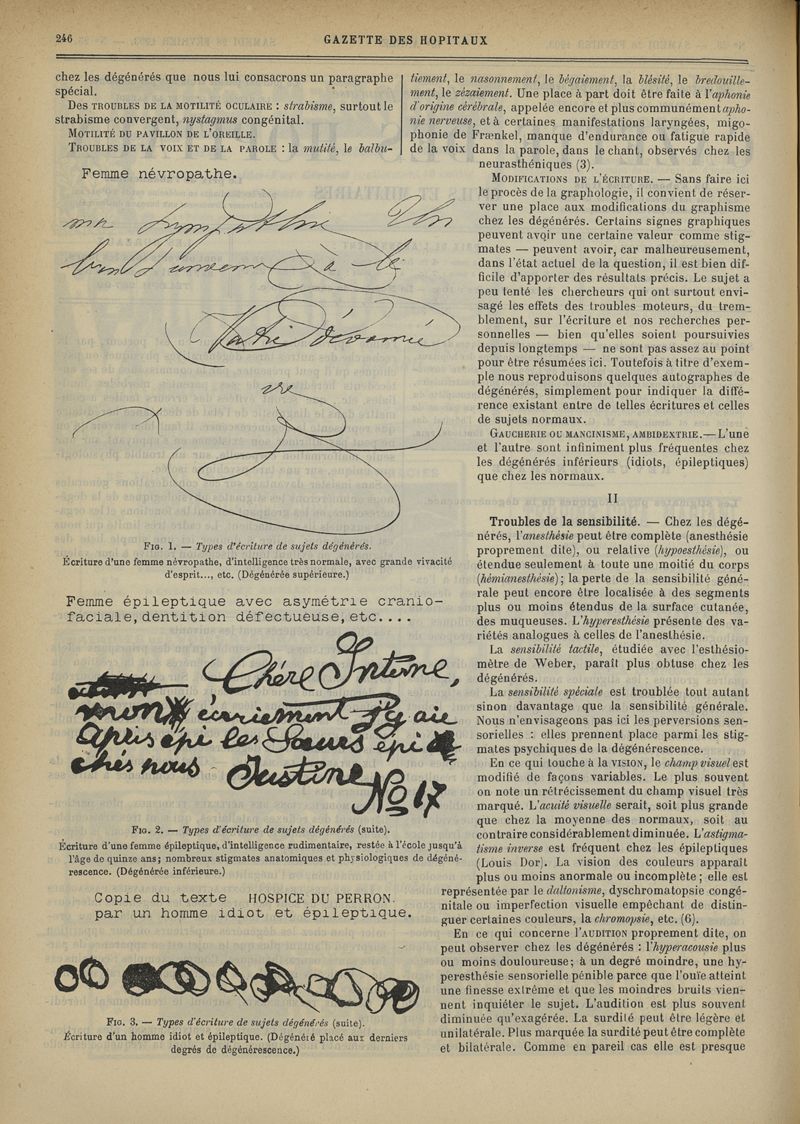 246
GAZETTE DES HOPITAUX
chez les dégénérés que nous lui consacrons un paragraphe
spécial.
DES TROUBLES DE LA MOTILITÉ OCULAIRE : strabisme, surtout le
strabisme convergent, nystagmus congénital.
MOTILITÉ DU PAVILLON DE L'OREILLE.
TROUBLES DE LA VOIX ET DE LA PAROLE : la mutité, le balbu-
Femme névropathe.
ma sympathie Un
bon
à le
Votre dévouée
FIG. 1. — Types d'écriture de sujets dégénérés.
Écriture d'une femme névropathe, d'intelligence très normale, avec grande vivacité
d'esprit..., etc. (Dégénérée supérieure.)
Femme épileptique avec asymétrie cranio-
faciale, dentition défectueuse, etc....
Chére Interne,
écriement J'y aie
Apris épi les Sœurs épi
chés nous Justine
No 17
FIG. 2. — Types d'écriture de sujets dégénérés (suite).
Écriture d'une femme épileptique, d'intelligence rudimentaire, restée à l'école jusqu'à
l'âge de quinze ans; nombreux stigmates anatomiques et physiologiques de dégéné-
rescence. (Dégénérée inférieure.)
Copie du texte HOSPICE DU PERRON.
par un homme idiot et épileptique.
FIG. 3. — Types d'écriture de sujets dégénérés (suite).
Écriture d'un homme idiot et épileptique. (Dégénéré placé aux derniers
degrés de dégénérescence.)
tiement, le nasonnement, le bégaiement, la blésité, le bredouille-
ment, le zézaiement. Une place à part doit être faite à l'aphonie
d'origine cérébrale, appelée encore et plus communément apho-
nie nerveuse, et à certaines manifestations laryngées, migo-
phonie de Frænkel, manque d'endurance ou fatigue rapide
de la voix dans la parole, dans le chant, observés chez les
neurasthéniques (3).
MODIFICATIONS DE L'ÉCRITURE. — Sans faire ici
le procès de la graphologie, il convient de réser-
ver une place aux modifications du graphisme
chez les dégénérés. Certains signes graphiques
peuvent avoir une certaine valeur comme stig-
mates — peuvent avoir, car malheureusement,
dans l'état actuel de la question, il est bien dif-
ficile d'apporter des résultats précis. Le sujet a
peu tenté les chercheurs qui ont surtout envi-
sagé les effets des troubles moteurs, du trem-
blement, sur l'écriture et nos recherches per-
sonnelles — bien qu'elles soient poursuivies
depuis longtemps — ne sont pas assez au point
pour être résumées ici. Toutefois à titre d'exem-
ple nous reproduisons quelques autographes de
dégénérés, simplement pour indiquer la diffé-
rence existant entre de telles écritures et celles
de sujets normaux.
GAUCHERIE OU MANCINISME, AMBIDEXTRIE. — L'une
et l'autre sont infiniment plus fréquentes chez
les dégénérés inférieurs (idiots, épileptiques)
que chez les normaux.
II
Troubles de la sensibilité. — Chez les dégé-
nérés, l'anesthésie peut être complète (anesthésie
proprement dite), ou relative (hypoesthésie), ou
étendue seulement à toute une moitié du corps
(hémianesthésie); la perte de la sensibilité géné-
rale peut encore être localisée à des segments
plus ou moins étendus de la surface cutanée,
des muqueuses. L'hyperesthésie présente des va-
riétés analogues à celles de l'anesthésie.
La sensibilité tactile, étudiée avec l'esthésio-
mètre de Weber, paraît plus obtuse chez les
dégénérés.
La sensibilité spéciale est troublée tout autant
sinon davantage que la sensibilité générale.
Nous n'envisageons pas ici les perversions sen-
sorielles : elles prennent place parmi les stig-
mates psychiques de la dégénérescence.
En ce qui touche à la VISION, le champ visuel est
modifié de façons variables. Le plus souvent
on note un rétrécissement du champ visuel très
marqué. L'acuité visuelle serait, soit plus grande
que chez la moyenne des normaux, soit au
contraire considérablement diminuée. L'astigma-
tisme inverse est fréquent chez les épileptiques
(Louis Dor). La vision des couleurs apparaît
plus ou moins anormale ou incomplète; elle est
représentée par le daltonisme, dyschromatopsie congé-
nitale ou imperfection visuelle empêchant de distin-
guer certaines couleurs, la chromopsie, etc. (6).
En ce qui concerne l'AUDITION proprement dite, on
peut observer chez les dégénérés : l'hyperacousie plus
ou moins douloureuse; à un degré moindre, une hy-
peresthésie sensorielle pénible parce que l'ouïe atteint
une finesse extrême et que les moindres bruits vien-
nent inquiéter le sujet. L'audition est plus souvent
diminuée qu'exagérée. La surdité peut être légère et
unilatérale. Plus marquée la surdité peut être complète
et bilatérale. Comme en pareil cas elle est presque